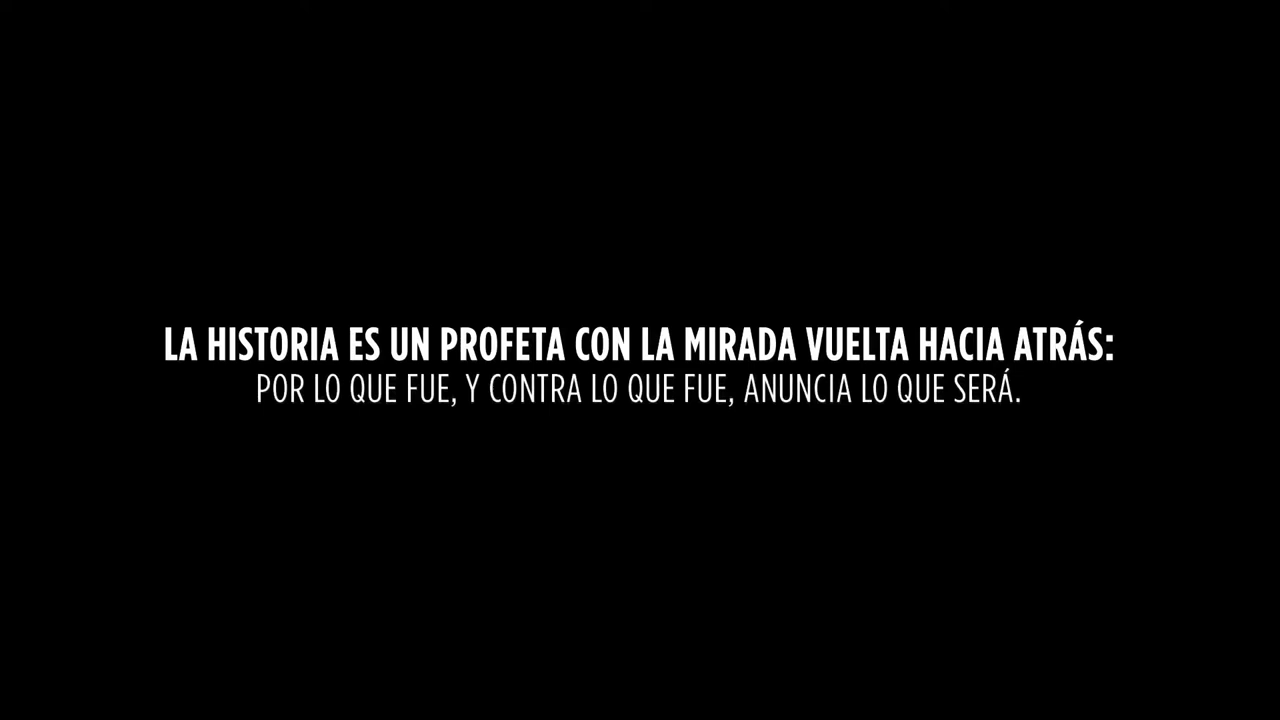 LA HISTORIA ES UN PROFETA CON LA MIRADA VUELTA HACIA ATRÁS:
POR LO QUE FUE, Y CONTRA LO QUE FUE, ANUNCIA LO QUE SERÁ.